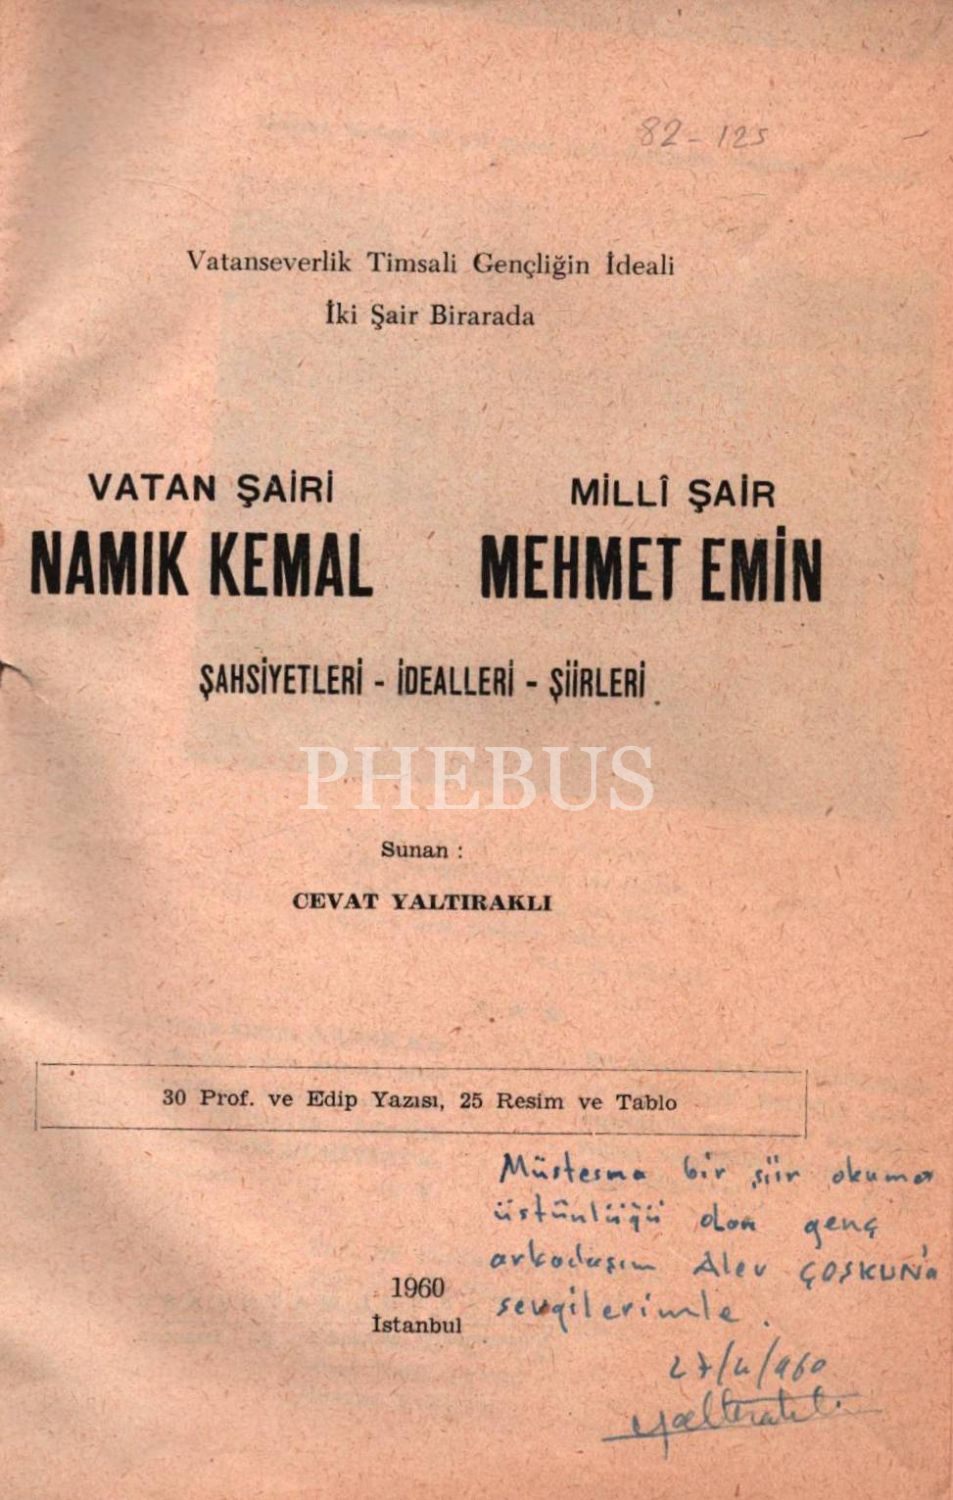 82-125
Vatanseverlik Timsali Gençliğin İdeali
İki Şair Birarada
VATAN ŞAİRİ
MİLLÎ ŞAİR
NAMIK KEMAL
MEHMET EMİN
ŞAHSİYETLERİ - İDEALLERİ - ŞİİRLERİ
PHEBUS
Sunan :
CEVAT YALTIRAKLI
30 Prof. ve Edip Yazısı, 25 Resim ve Tablo
Müstesna bir şiir okuma
üstünlüğü olan genç
arkadaşım Alev ÇOŞKUN'a
sevgilerimle.
1960
İstanbul
27/4/960